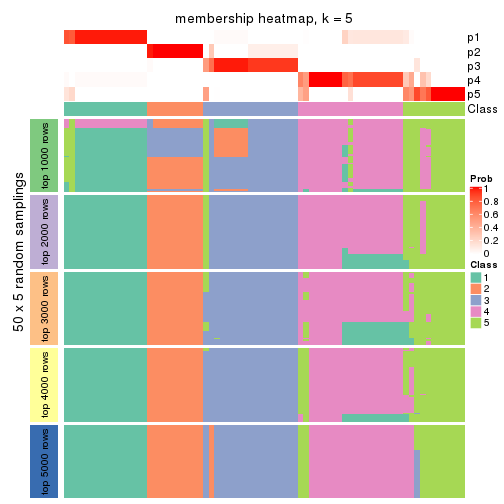 membership heatmap, k = 5
p1
p2
p3
p4
p5
Class
50 x 5 random samplings
top 1000 rows
top 2000 rows
top 3000 rows
top 4000 rows
top 5000 rows
Prob
1
0.8
0.6
0.4
0.2
0
Class
1
2
3
4
5